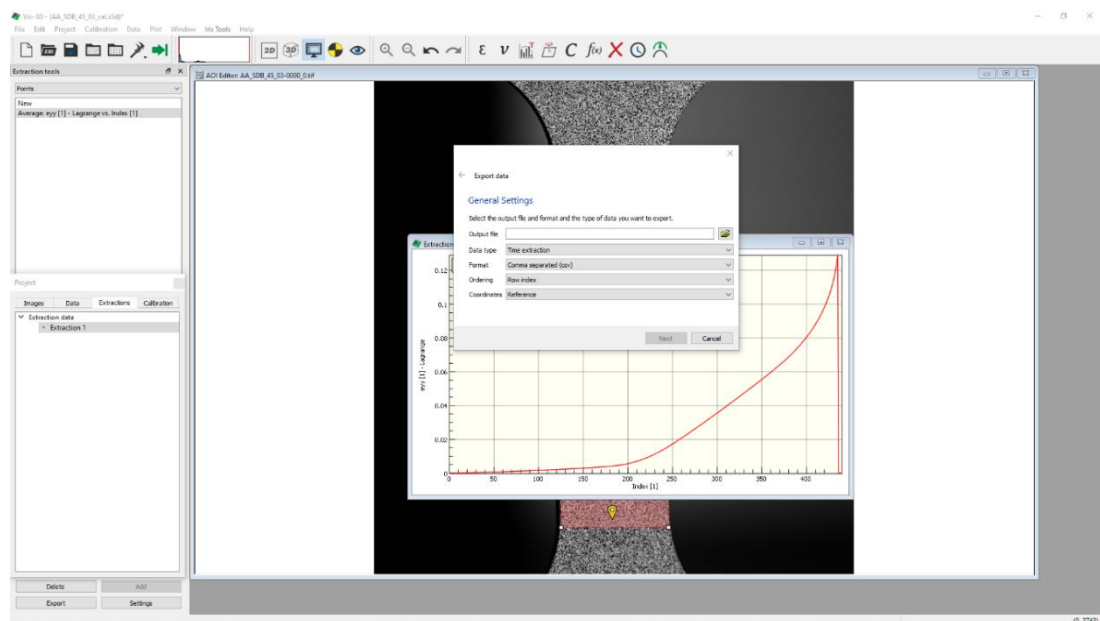 Vic-3D - (AA_SDB_45_03_sxl.z3d)*
File Edit Project Calibration Data Plot Window Iris Tools Help
2D 3D ε ν C f(x)
Extraction tools
AOI Editor: AA_SDB_45_03-0000_0.tif
Points
New
Average: eyy [1] - Lagrange vs. Index [1]
Export data
General Settings
Select the output file and format and the type of data you want to export.
Output file
Data type Time extraction
Format Comma separated (csv)
Ordering Row index
Coordinates Reference
Next Cancel
Extraction
0.12
0.1
0.08
0.06
0.04
0.02
0
eyy [1] - Lagrange
0 50 100 150 200 250 300 350 400
Index [1]
Project
Images Data Extractions Calibration
Extraction data
Extraction 1
Delete Add
Export Settings